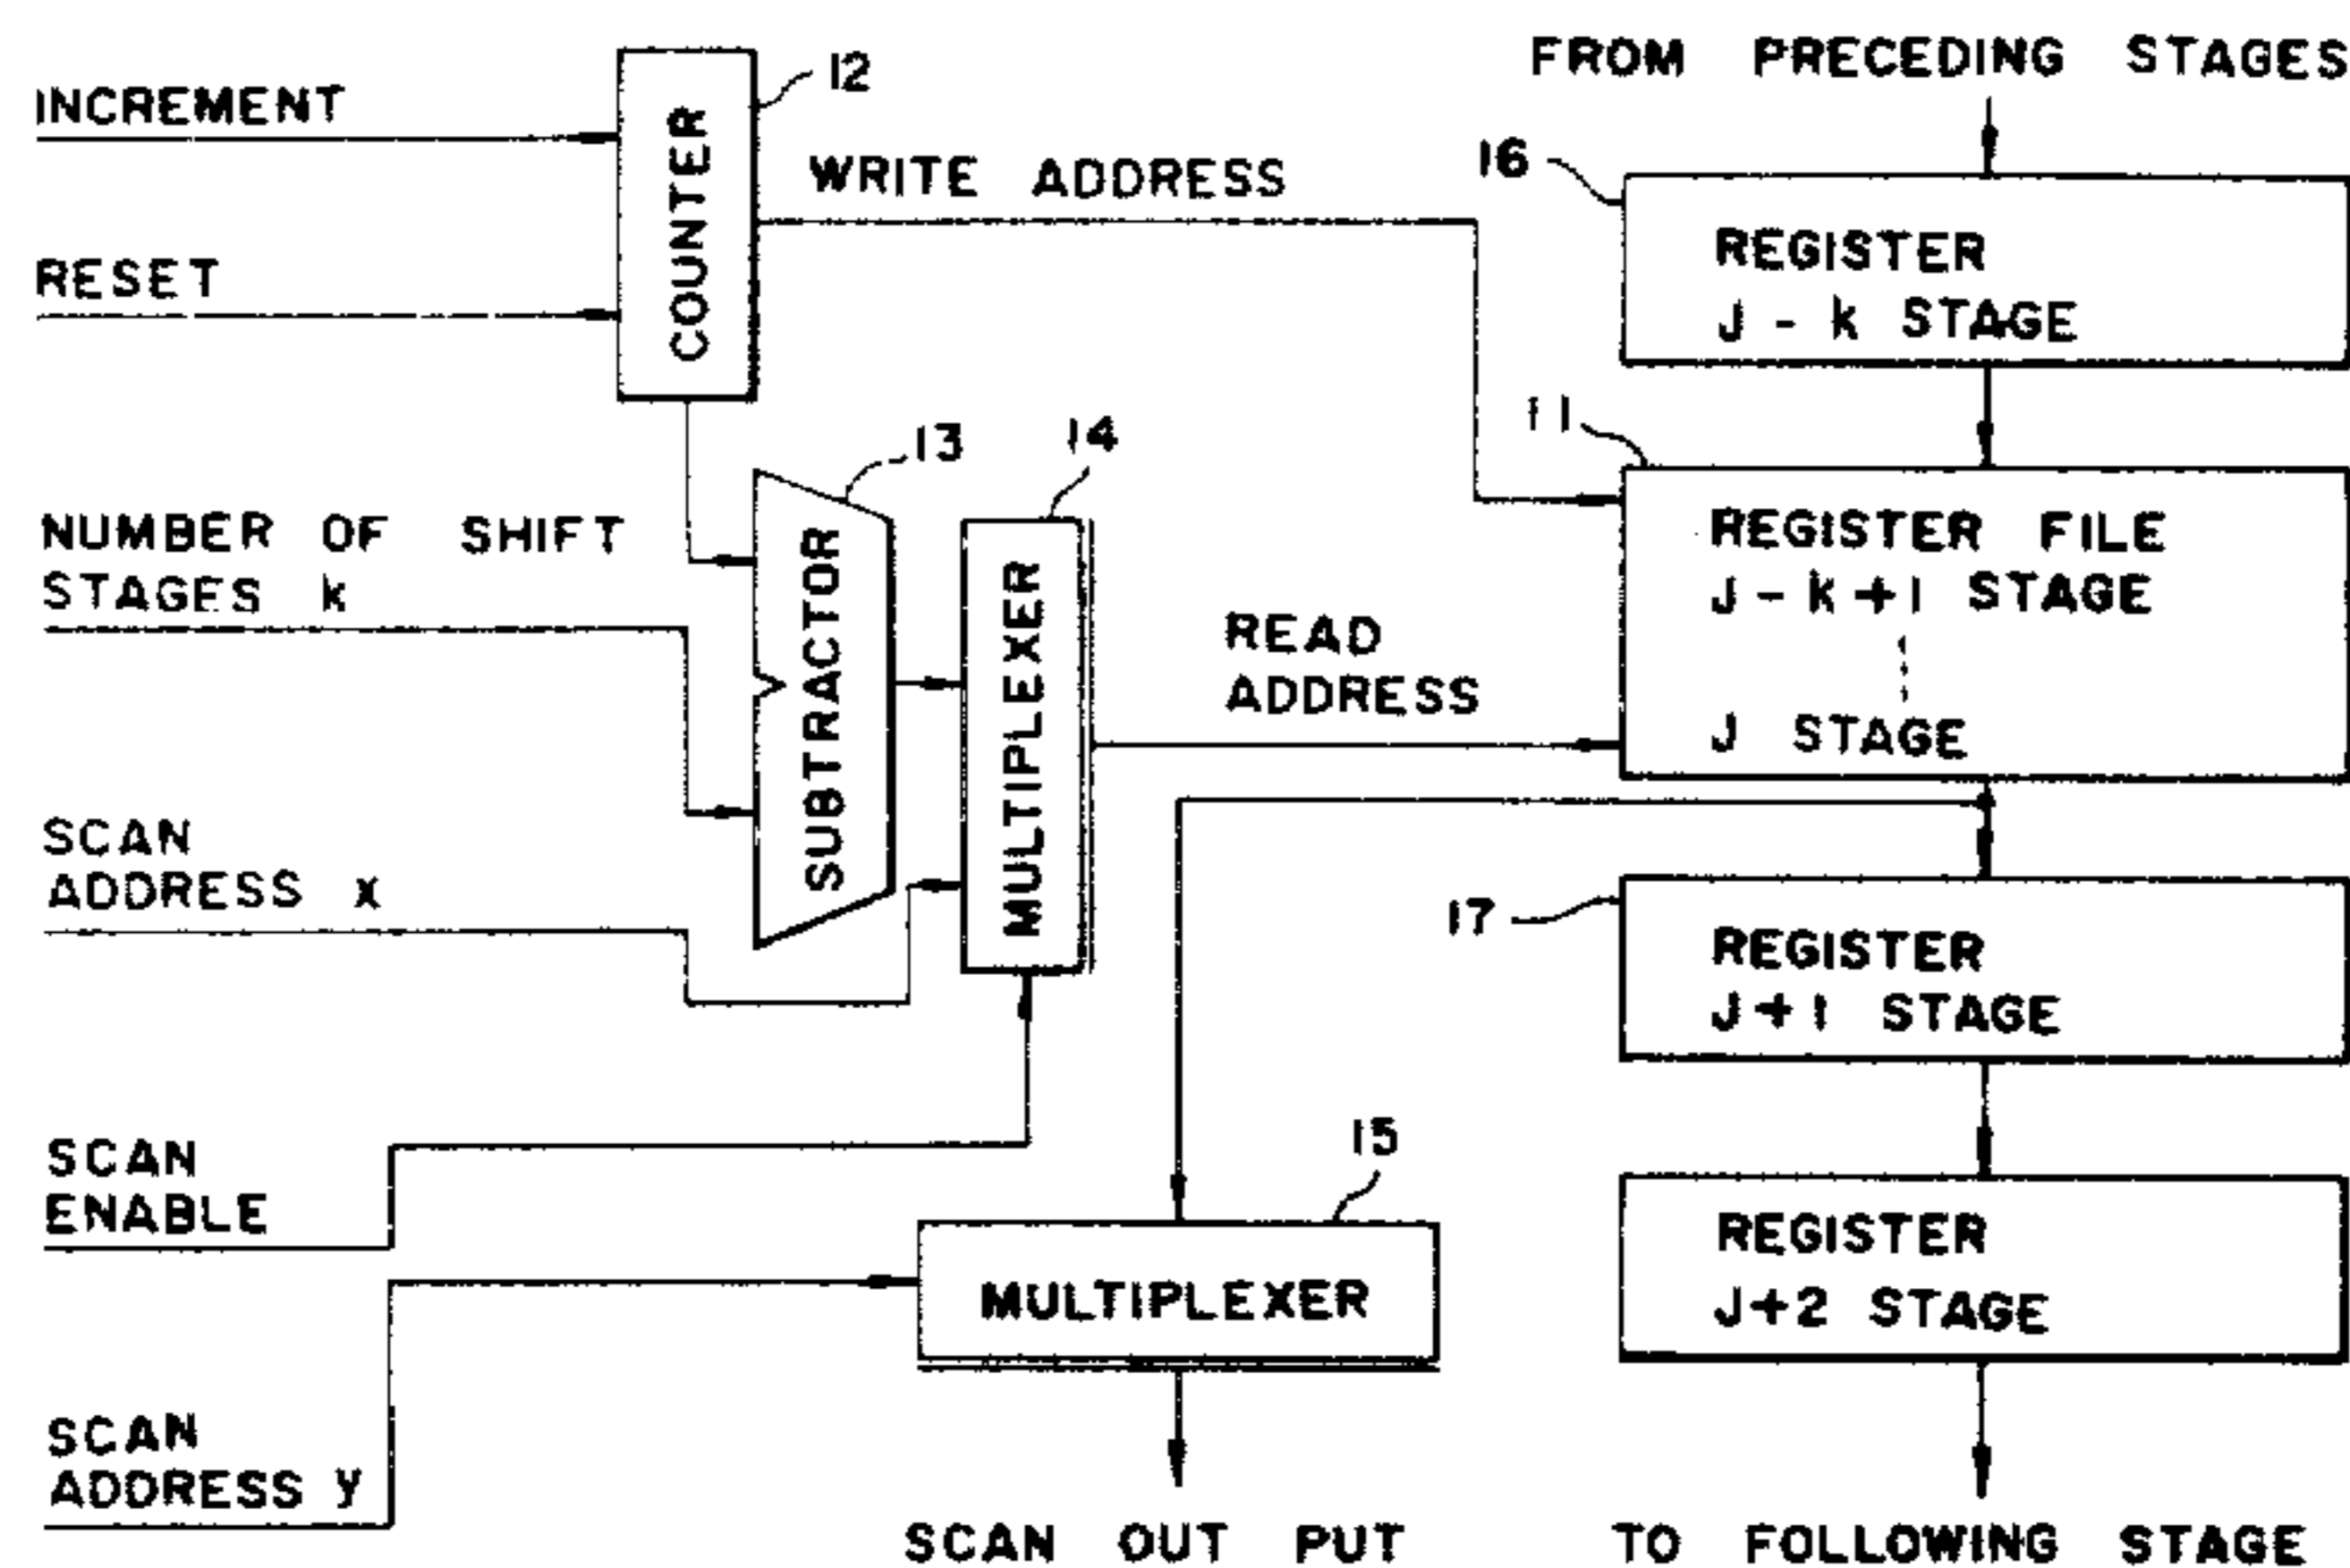 INCREMENT
RESET
NUMBER OF SHIFT
STAGES k
SCAN
ADDRESS x
SCAN
ENABLE
SCAN
ADDRESS y
12
COUNTER
WRITE ADDRESS
13
SUBTRACTOR
14
MULTIPLEXER
READ
ADDRESS
15
MULTIPLEXER
SCAN OUT PUT
FROM PRECEDING STAGES
16
REGISTER
J - k STAGE
11
REGISTER FILE
J - k + 1 STAGE
J STAGE
17
REGISTER
J + 1 STAGE
REGISTER
J+2 STAGE
TO FOLLOWING STAGE